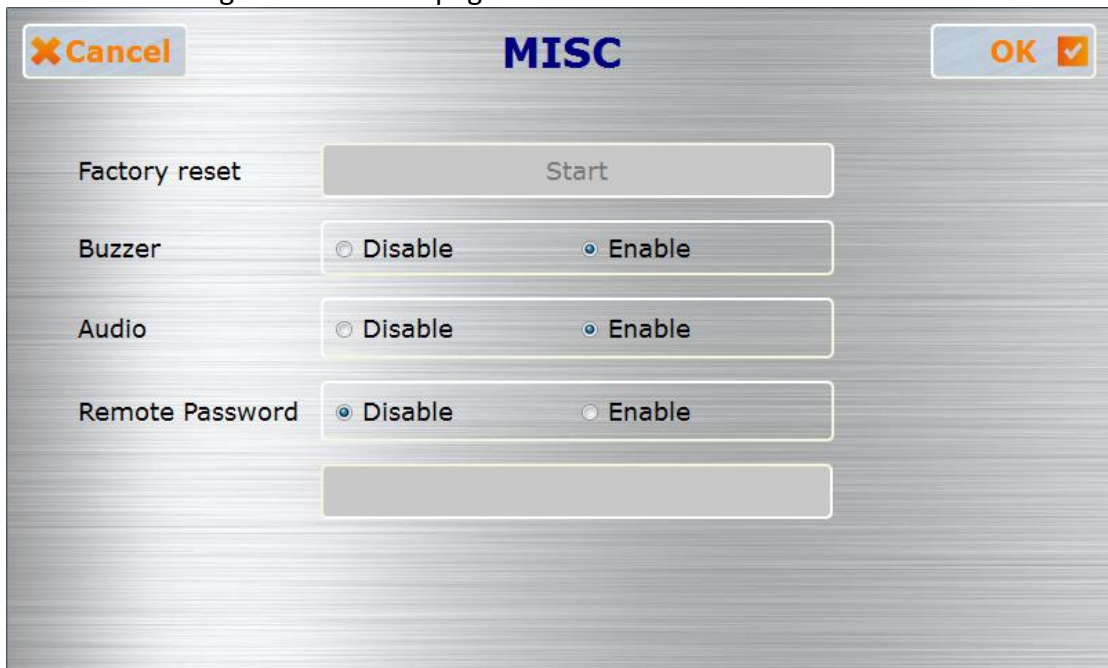 Cancel
MISC
OK
Factory reset
Start
Buzzer
Disable
Enable
Audio
Disable
Enable
Remote Password
Disable
Enable